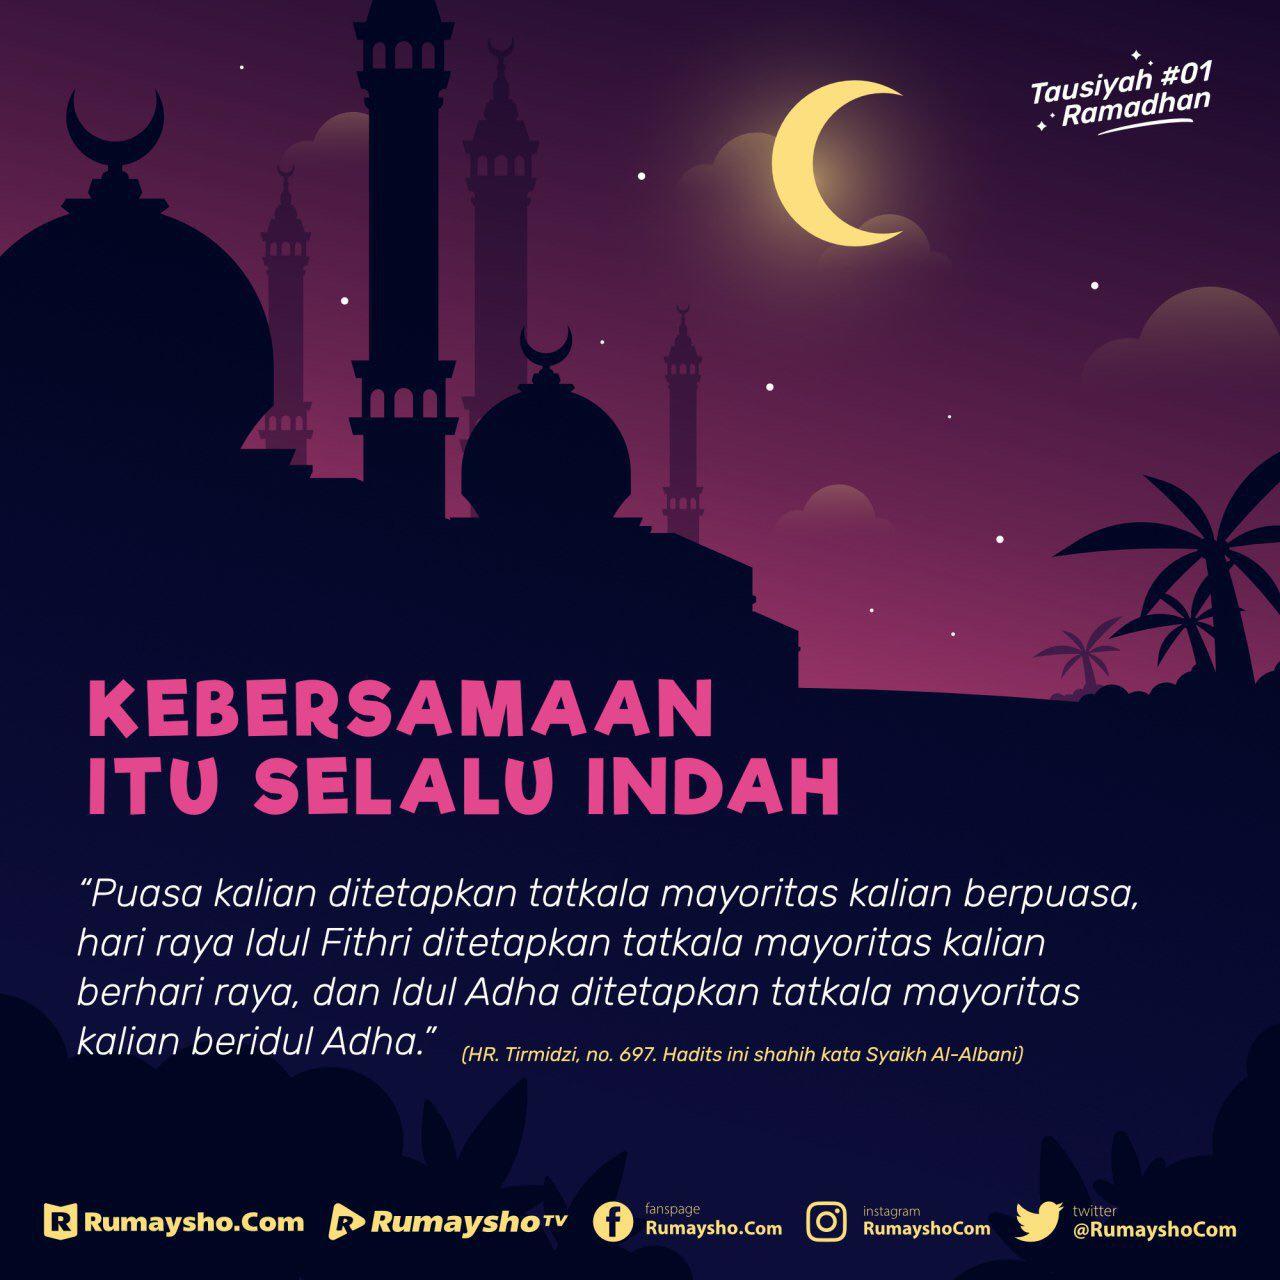 Tausiyah #01
Ramadhan
KEBERSAMAAN
ITU SELALU INDAH
“Puasa kalian ditetapkan tatkala mayoritas kalian berpuasa,
hari raya Idul Fithri ditetapkan tatkala mayoritas kalian
berhari raya, dan Idul Adha ditetapkan tatkala mayoritas
kalian beridul Adha.”
(HR. Tirmidzi, no. 697. Hadits ini shahih kata Syaikh Al-Albani)
R Rumaysho.Com
R Rumaysho TV
fanspage
Rumaysho.Com
instagram
RumayshoCom
twitter
@RumayshoCom